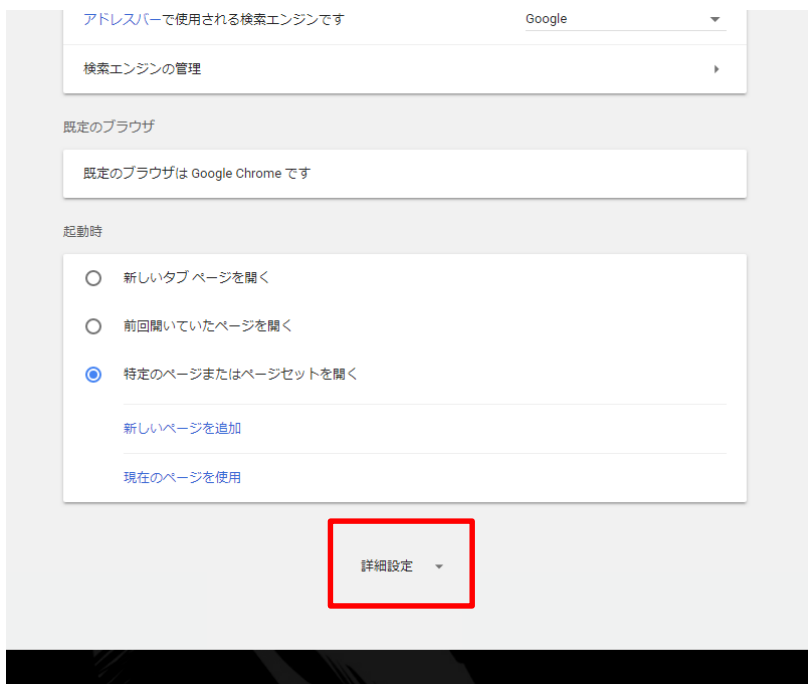 アドレスバーで使用される検索エンジンです
Google
検索エンジンの管理
既定のブラウザ
既定のブラウザは Google Chrome です
起動時
新しいタブ ページを開く
前回開いていたページを開く
特定のページまたはページセットを開く
新しいページを追加
現在のページを使用
詳細設定